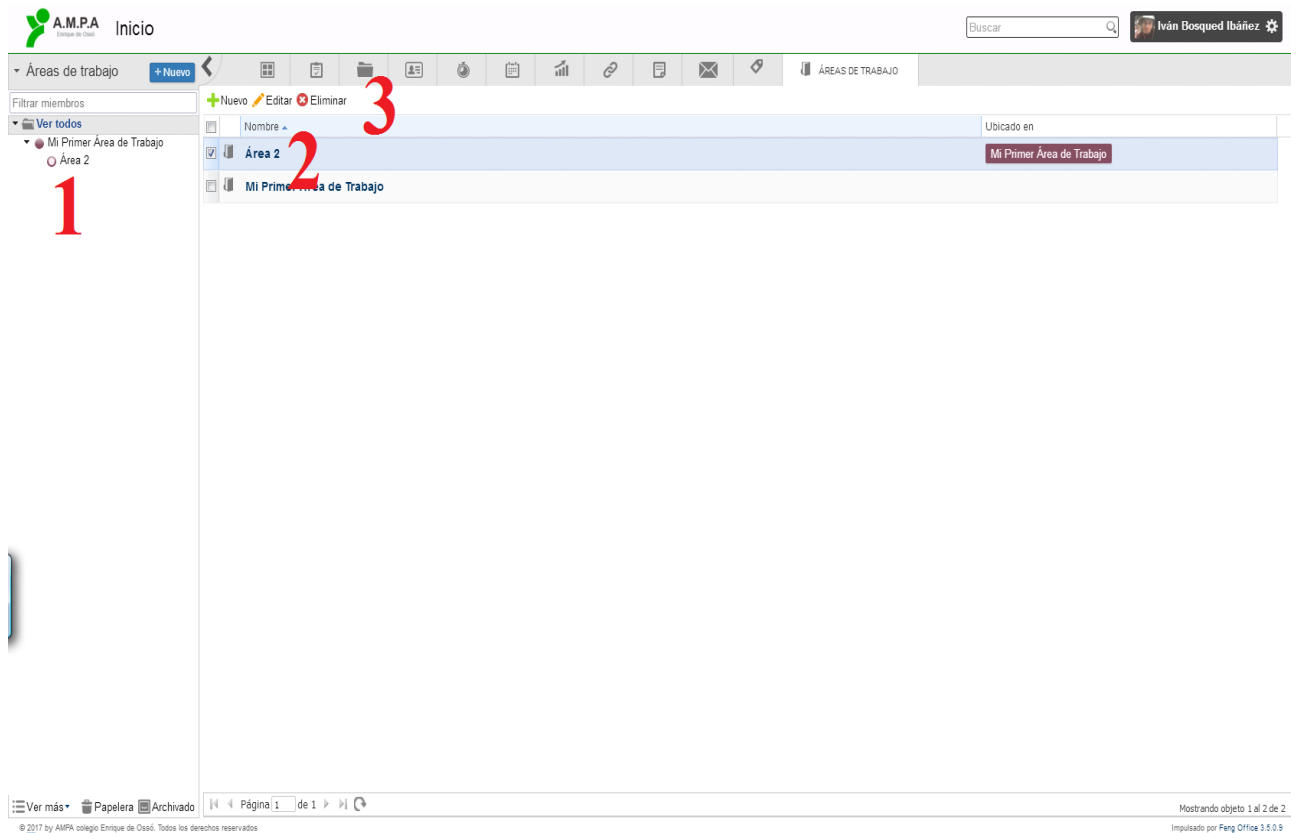 A.M.P.A
Enrique de Ossó
Inicio
Buscar
Iván Bosqued Ibáñez
Áreas de trabajo
+Nuevo
ÁREAS DE TRABAJO
Filtrar miembros
Nuevo Editar Eliminar
3
Ver todos
Nombre
Ubicado en
Mi Primer Área de Trabajo
Área 2
Área 2
2
Mi Primer Área de Trabajo
Mi Primer Área de Trabajo
1
Ver más
Papelera
Archivado
Página 1 de 1
Mostrando objeto 1 al 2 de 2
© 2017 by AMPA colegio Enrique de Ossó. Todos los derechos reservados
Impulsado por Feng Office 3.5.0.9